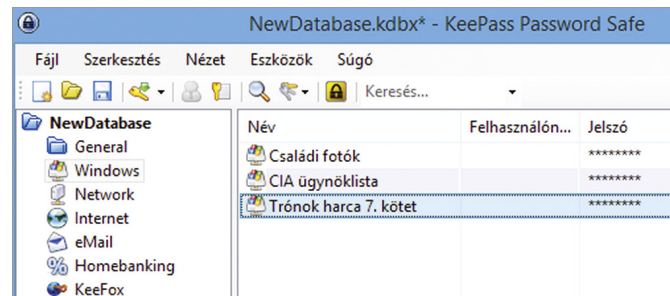 NewDatabase.kdbx* - KeePass Password Safe
Fájl Szerkesztés Nézet Eszközök Súgó
Keresés...
NewDatabase
General
Windows
Network
Internet
eMail
Homebanking
KeeFox
Név Felhasználón... Jelszó
Családi fotók ********
CIA ügynöklista ********
Trónok harca 7. kötet ********